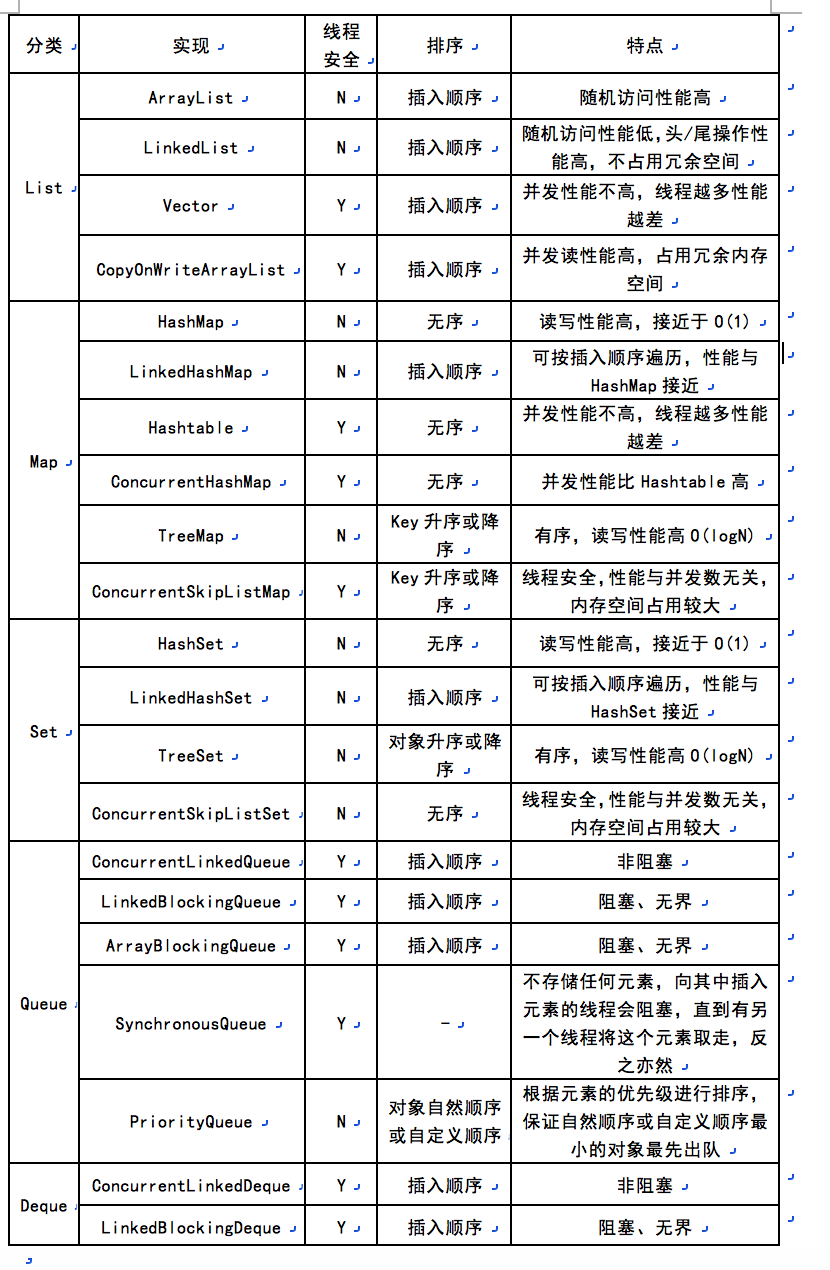 分类 实现 线程安全 排序 特点
List
ArrayList N 插入顺序 随机访问性能高
LinkedList N 插入顺序 随机访问性能低,头/尾操作性
能高，不占用冗余空间
Vector Y 插入顺序 并发性能不高，线程越多性能
越差
CopyOnWriteArrayList Y 插入顺序 并发读性能高，占用冗余内存
空间
Map
HashMap N 无序 读写性能高，接近于 O(1)
LinkedHashMap N 插入顺序 可按插入顺序遍历，性能与
HashMap 接近
Hashtable Y 无序 并发性能不高，线程越多性能
越差
ConcurrentHashMap Y 无序 并发性能比 Hashtable 高
TreeMap N Key 升序或降
序 有序，读写性能高 O(logN)
ConcurrentSkipListMap Y Key 升序或降
序 线程安全,性能与并发数无关，
内存空间占用较大
Set
HashSet N 无序 读写性能高，接近于 O(1)
LinkedHashSet N 插入顺序 可按插入顺序遍历，性能与
HashSet 接近
TreeSet N 对象升序或降
序 有序，读写性能高 O(logN)
ConcurrentSkipListSet N 无序 线程安全,性能与并发数无关，
内存空间占用较大
Queue
ConcurrentLinkedQueue Y 插入顺序 非阻塞
LinkedBlockingQueue Y 插入顺序 阻塞、无界
ArrayBlockingQueue Y 插入顺序 阻塞、无界
SynchronousQueue Y - 不存储任何元素，向其中插入
元素的线程会阻塞，直到有另
一个线程将这个元素取走，反
之亦然
PriorityQueue N 对象自然顺序
或自定义顺序 根据元素的优先级进行排序，
保证自然顺序或自定义顺序最
小的对象最先出队
Deque
ConcurrentLinkedDeque Y 插入顺序 非阻塞
LinkedBlockingDeque Y 插入顺序 阻塞、无界